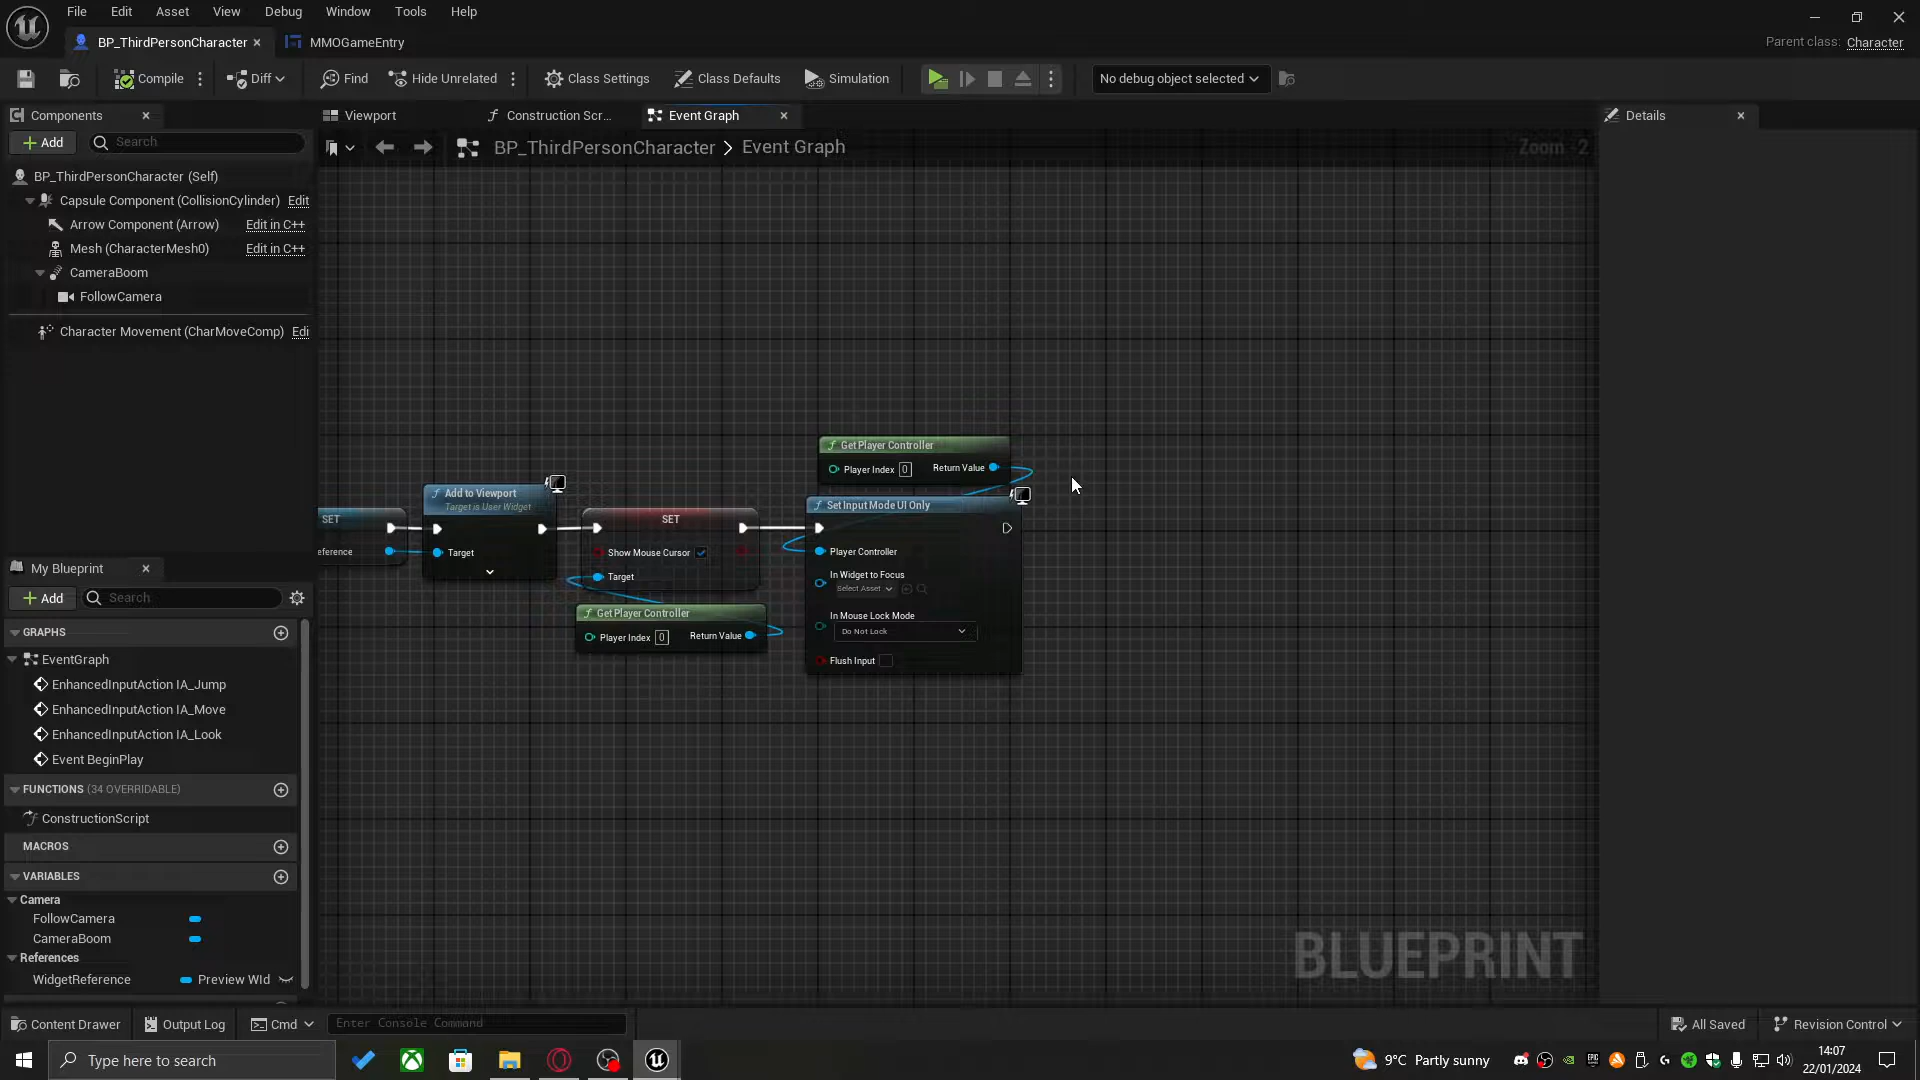 File Edit Asset View Debug Window Tools Help
BP_ThirdPersonCharacter MMOGameEntry
Parent class: Character
Compile Diff Find Hide Unrelated Class Settings Class Defaults Simulation No debug object selected
Components
Viewport Construction Scr... Event Graph
Details
Add Search
BP_ThirdPersonCharacter > Event Graph
Zoom -2
BP_ThirdPersonCharacter (Self)
Capsule Component (CollisionCylinder) Edit
Arrow Component (Arrow) Edit in C++
Mesh (CharacterMesh0) Edit in C++
CameraBoom
FollowCamera
Character Movement (CharMoveComp) Edi
Get Player Controller
Player Index 0 Return Value
SET
eference
Add to Viewport
Target is User Widget
Target
SET
Show Mouse Cursor
Target
Get Player Controller
Player Index 0 Return Value
Set Input Mode UI Only
Player Controller
In Widget to Focus
Select Asset
In Mouse Lock Mode
Do Not Lock
Flush Input
BLUEPRINT
My Blueprint
Add Search
GRAPHS
EventGraph
EnhancedInputAction IA_Jump
EnhancedInputAction IA_Move
EnhancedInputAction IA_Look
Event BeginPlay
FUNCTIONS (34 OVERRIDABLE)
ConstructionScript
MACROS
VARIABLES
Camera
FollowCamera
CameraBoom
References
WidgetReference Preview WId
Content Drawer Output Log Cmd Enter Console Command All Saved Revision Control
Type here to search
9°C Partly sunny
14:07
22/01/2024